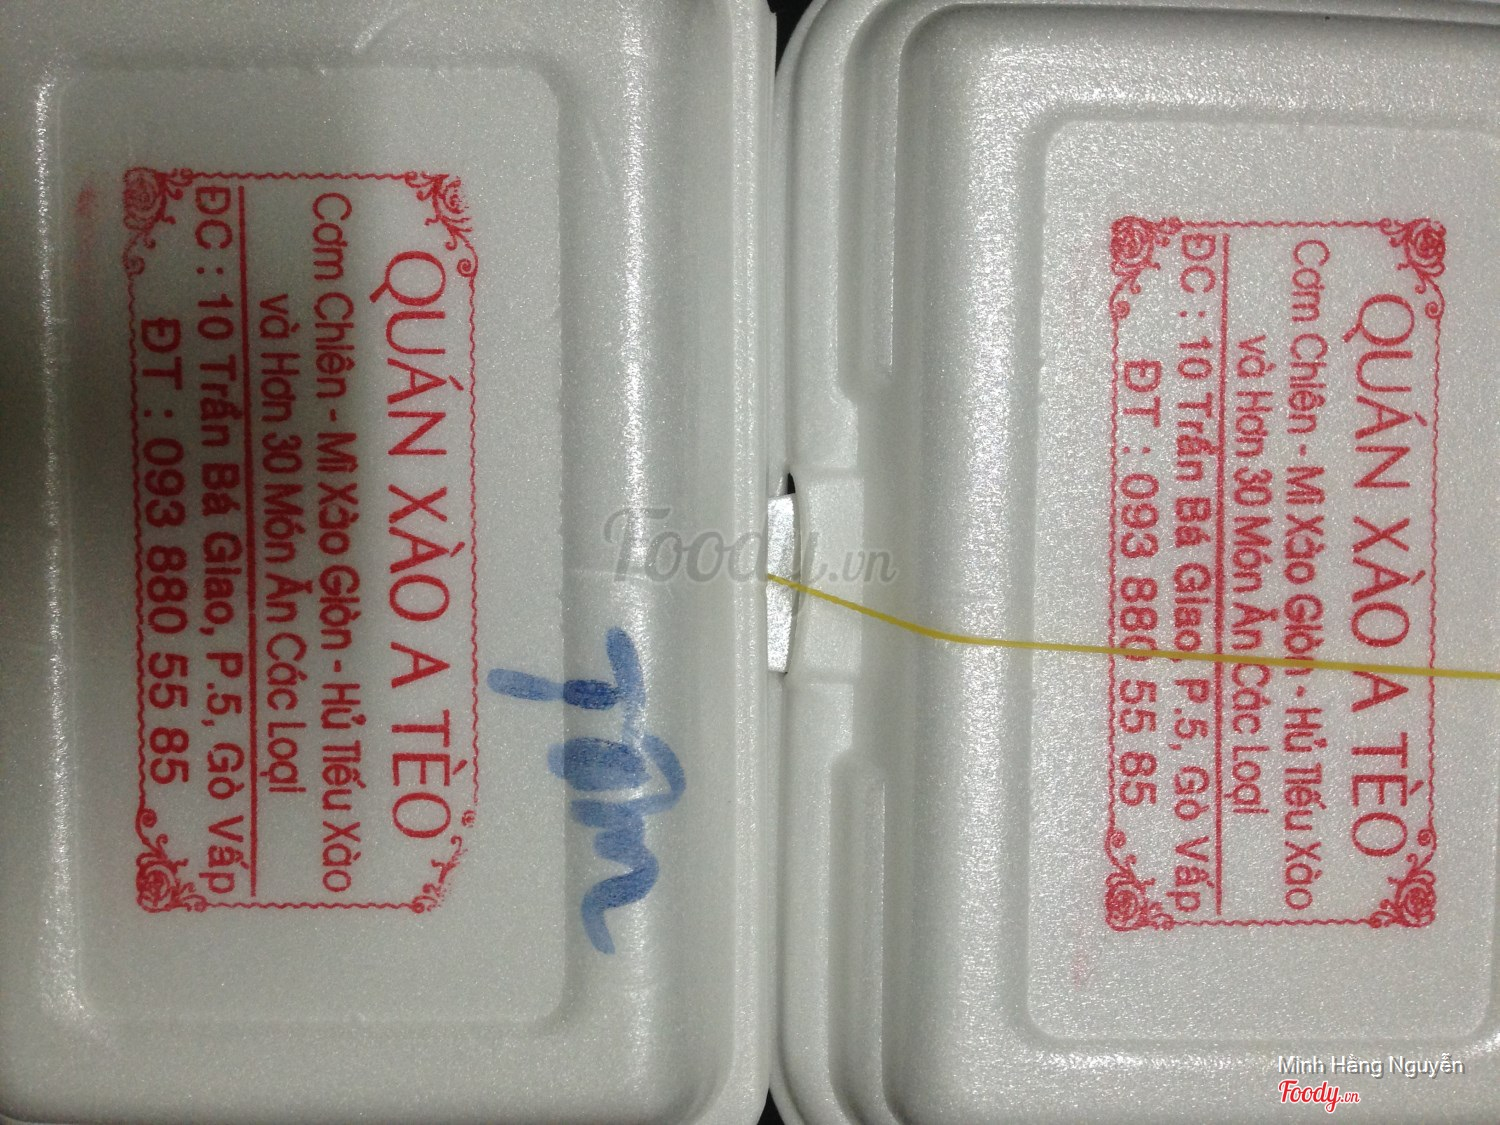 QUÁN XÀO A TÈO
Cơm Chiên - Mì Xào Giòn - Hủ Tiếu Xào
và Hơn 30 Món Ăn Các Loại
ĐC : 10 Trần Bá Giao, P.5, Gò Vấp
ĐT : 093 880 55 85
Tôm
QUÁN XÀO A TÈO
Cơm Chiên - Mì Xào Giòn - Hủ Tiếu Xào
và Hơn 30 Món Ăn Các Loại
ĐC : 10 Trần Bá Giao, P.5, Gò Vấp
ĐT : 093 880 55 85
Foody.vn
Minh Hằng Nguyễn
Foody.vn